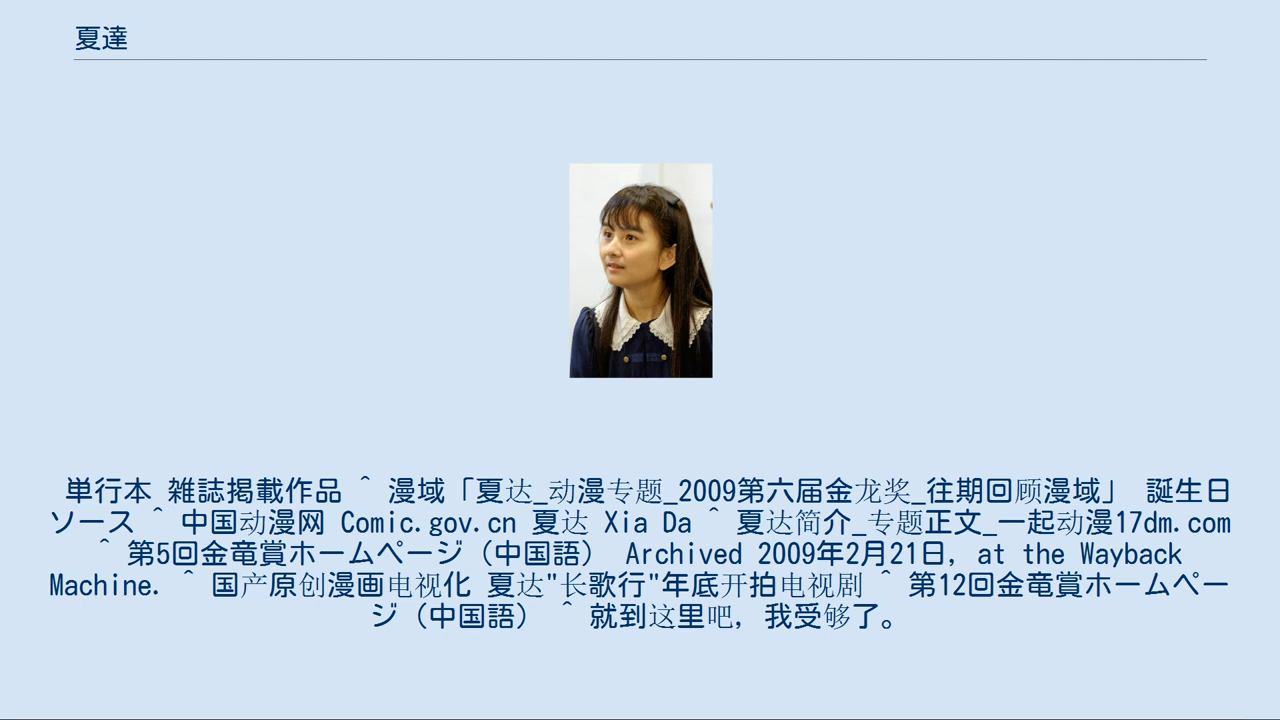 夏達
単行本 雑誌掲載作品 ^ 漫域「夏达_动漫专题_2009第六届金龙奖_往期回顾漫域」 誕生日
ソース ^ 中国动漫网 Comic.gov.cn 夏达 Xia Da ^ 夏达简介_专题正文_一起动漫17dm.com
^ 第5回金竜賞ホームページ（中国語） Archived 2009年2月21日, at the Wayback
Machine. ^ 国产原创漫画电视化 夏达"长歌行"年底开拍电视剧 ^ 第12回金竜賞ホームペー
ジ（中国語） ^ 就到这里吧，我受够了。